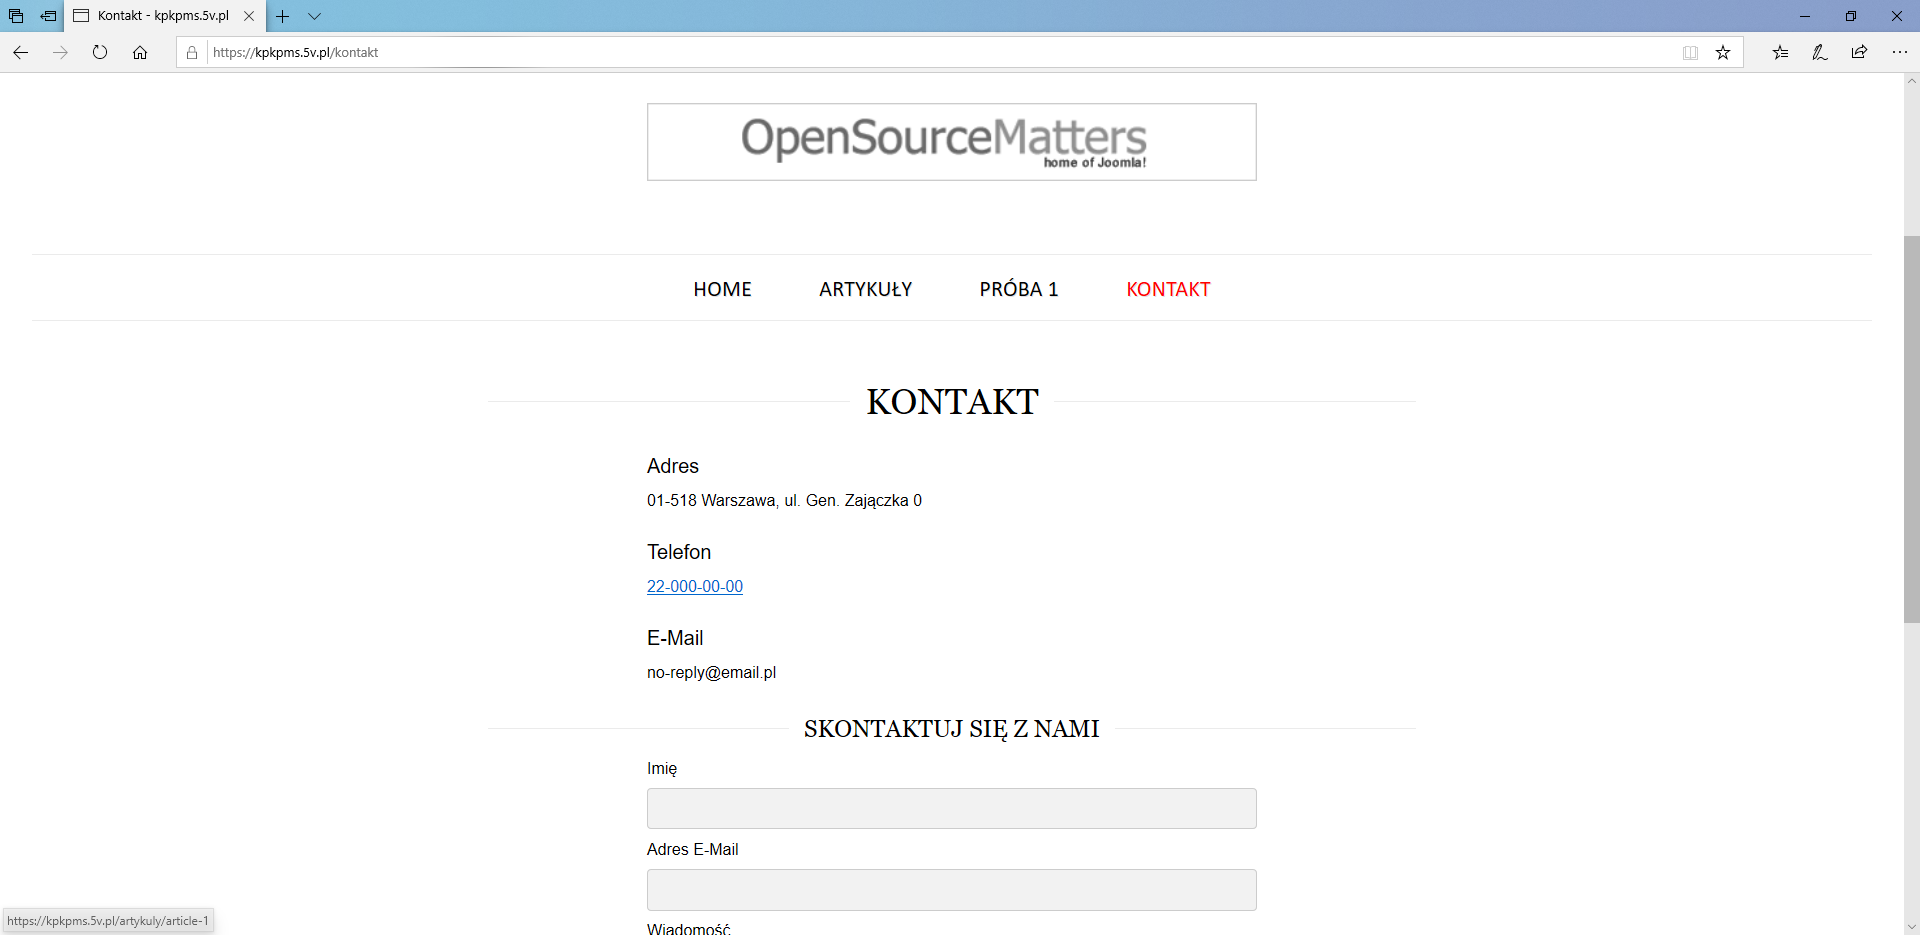 Kontakt - kpkpms.5v.pl
https://kpkpms.5v.pl/kontakt
OpenSourceMatters
home of Joomla!
HOME ARTYKUŁY PRÓBA 1 KONTAKT
KONTAKT
Adres
01-518 Warszawa, ul. Gen. Zajączka 0
Telefon
22-000-00-00
E-Mail
no-reply@email.pl
SKONTAKTUJ SIĘ Z NAMI
Imię
Adres E-Mail
https://kpkpms.5v.pl/artykuly/article-1
Wiadomość